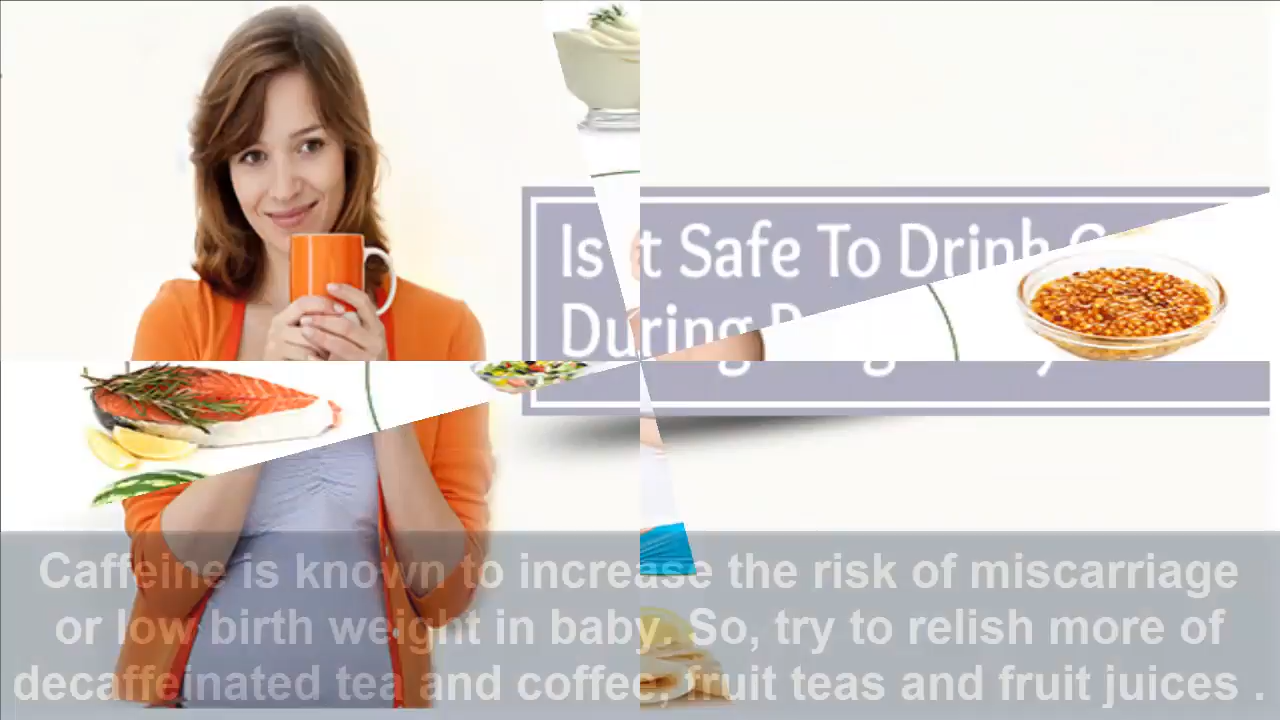 Is It Safe To Drink
During
Caffeine is known to increase the risk of miscarriage
or low birth weight in baby. So, try to relish more of
decaffeinated tea and coffee, fruit teas and fruit juices .